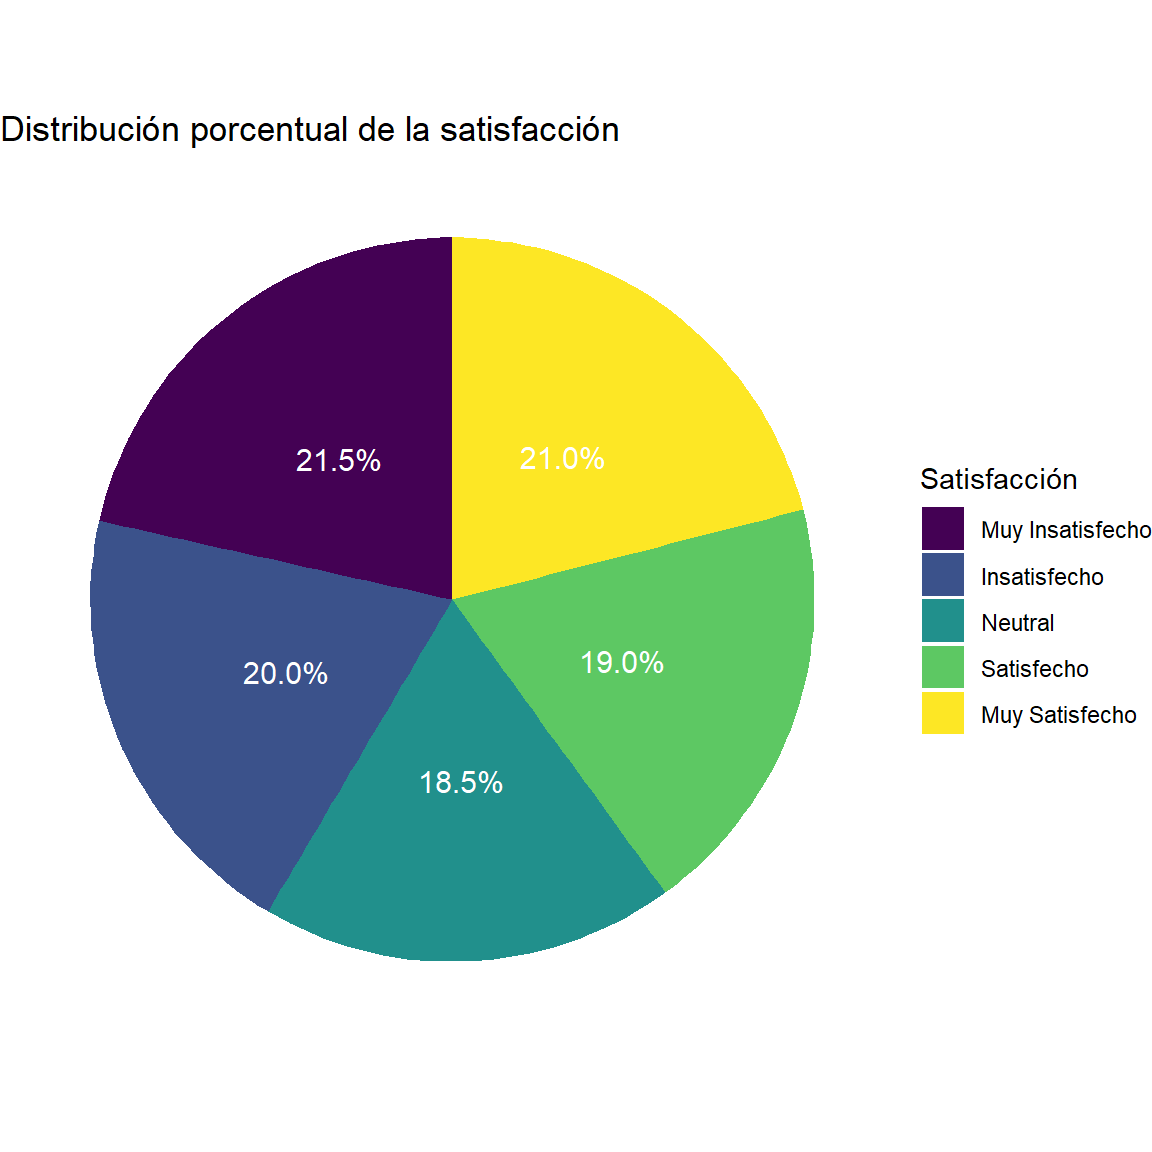 Distribución porcentual de la satisfacción
21.5%
21.0%
20.0%
19.0%
18.5%
Satisfacción
Muy Insatisfecho
Insatisfecho
Neutral
Satisfecho
Muy Satisfecho